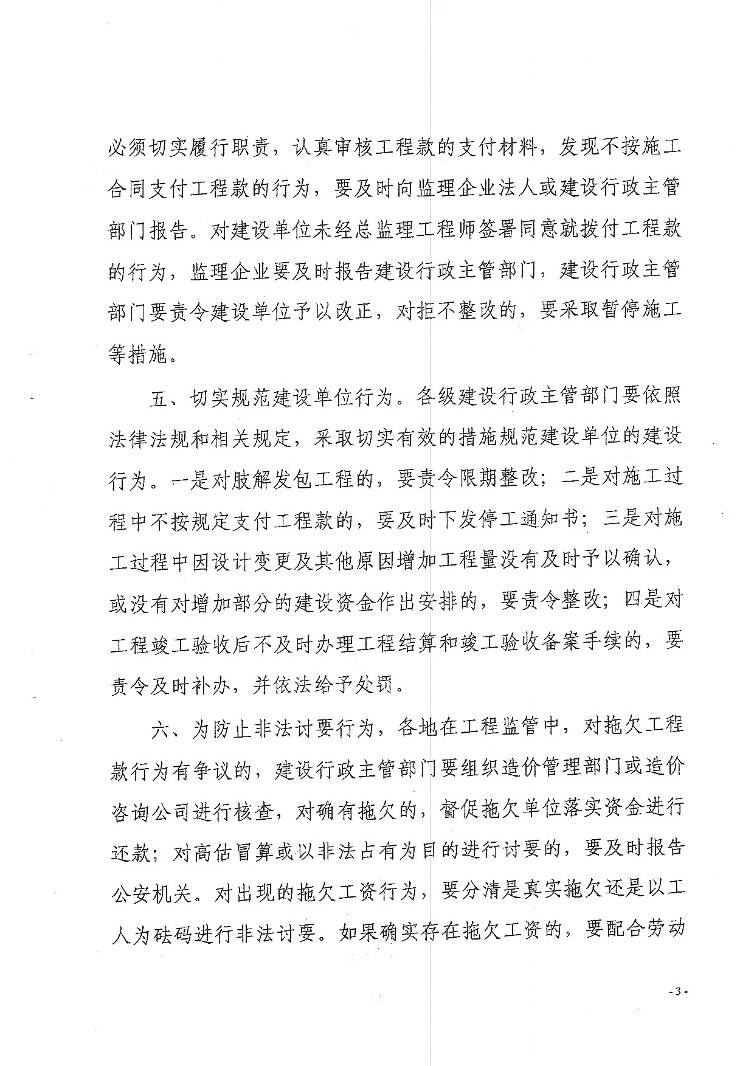 必须切实履行职责，认真审核工程款的支付材料，发现不按施工
合同支付工程款的行为，要及时向监理企业法人或建设行政主管
部门报告。对建设单位未经总监理工程师签署同意就拨付工程款
的行为，监理企业要及时报告建设行政主管部门，建设行政主管
部门要责令建设单位予以改正，对拒不整改的，要采取暂停施工
等措施。
五、切实规范建设单位行为。各级建设行政主管部门要依照
法律法规和相关规定，采取切实有效的措施规范建设单位的建设
行为。一是对肢解发包工程的，要责令限期整改；二是对施工过
程中不按规定支付工程款的，要及时下发停工通知书；三是对施
工过程中因设计变更及其他原因增加工程量没有及时予以确认，
或没有对增加部分的建设资金作出安排的，要责令整改；四是对
工程竣工验收后不及时办理工程结算和竣工验收备案手续的，要
责令及时补办，并依法给予处罚。
六、为防止非法讨要行为，各地在工程监管中，对拖欠工程
款行为有争议的，建设行政主管部门要组织造价管理部门或造价
咨询公司进行核查，对确有拖欠的，督促拖欠单位落实资金进行
还款；对高估冒算或以非法占有为目的进行讨要的，要及时报告
公安机关。对出现的拖欠工资行为，要分清是真实拖欠还是以工
人为砝码进行非法讨要。如果确实存在拖欠工资的，要配合劳动
-3-